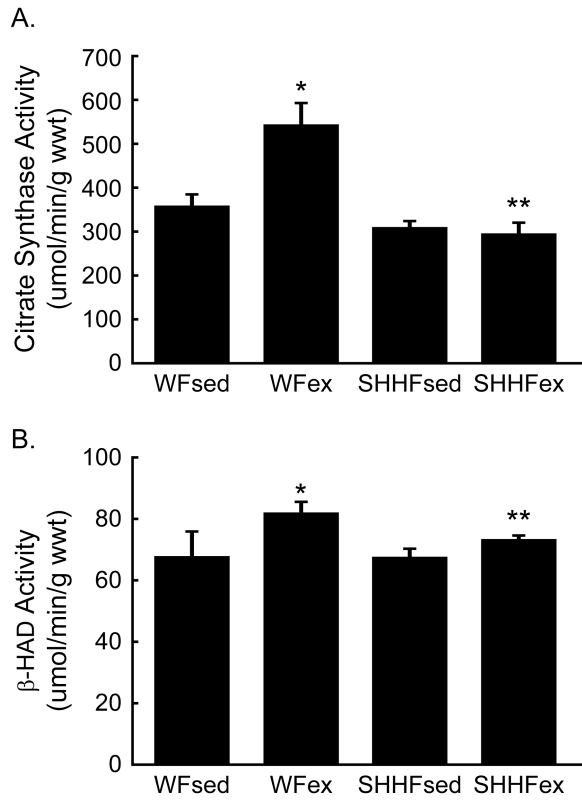 A.
Citrate Synthase Activity
(umol/min/g wwt)
700
600
500
400
300
200
100
0
*
**
WFsed WFex SHHFsed SHHFex
B.
β-HAD Activity
(umol/min/g wwt)
100
80
60
40
20
0
*
**
WFsed WFex SHHFsed SHHFex